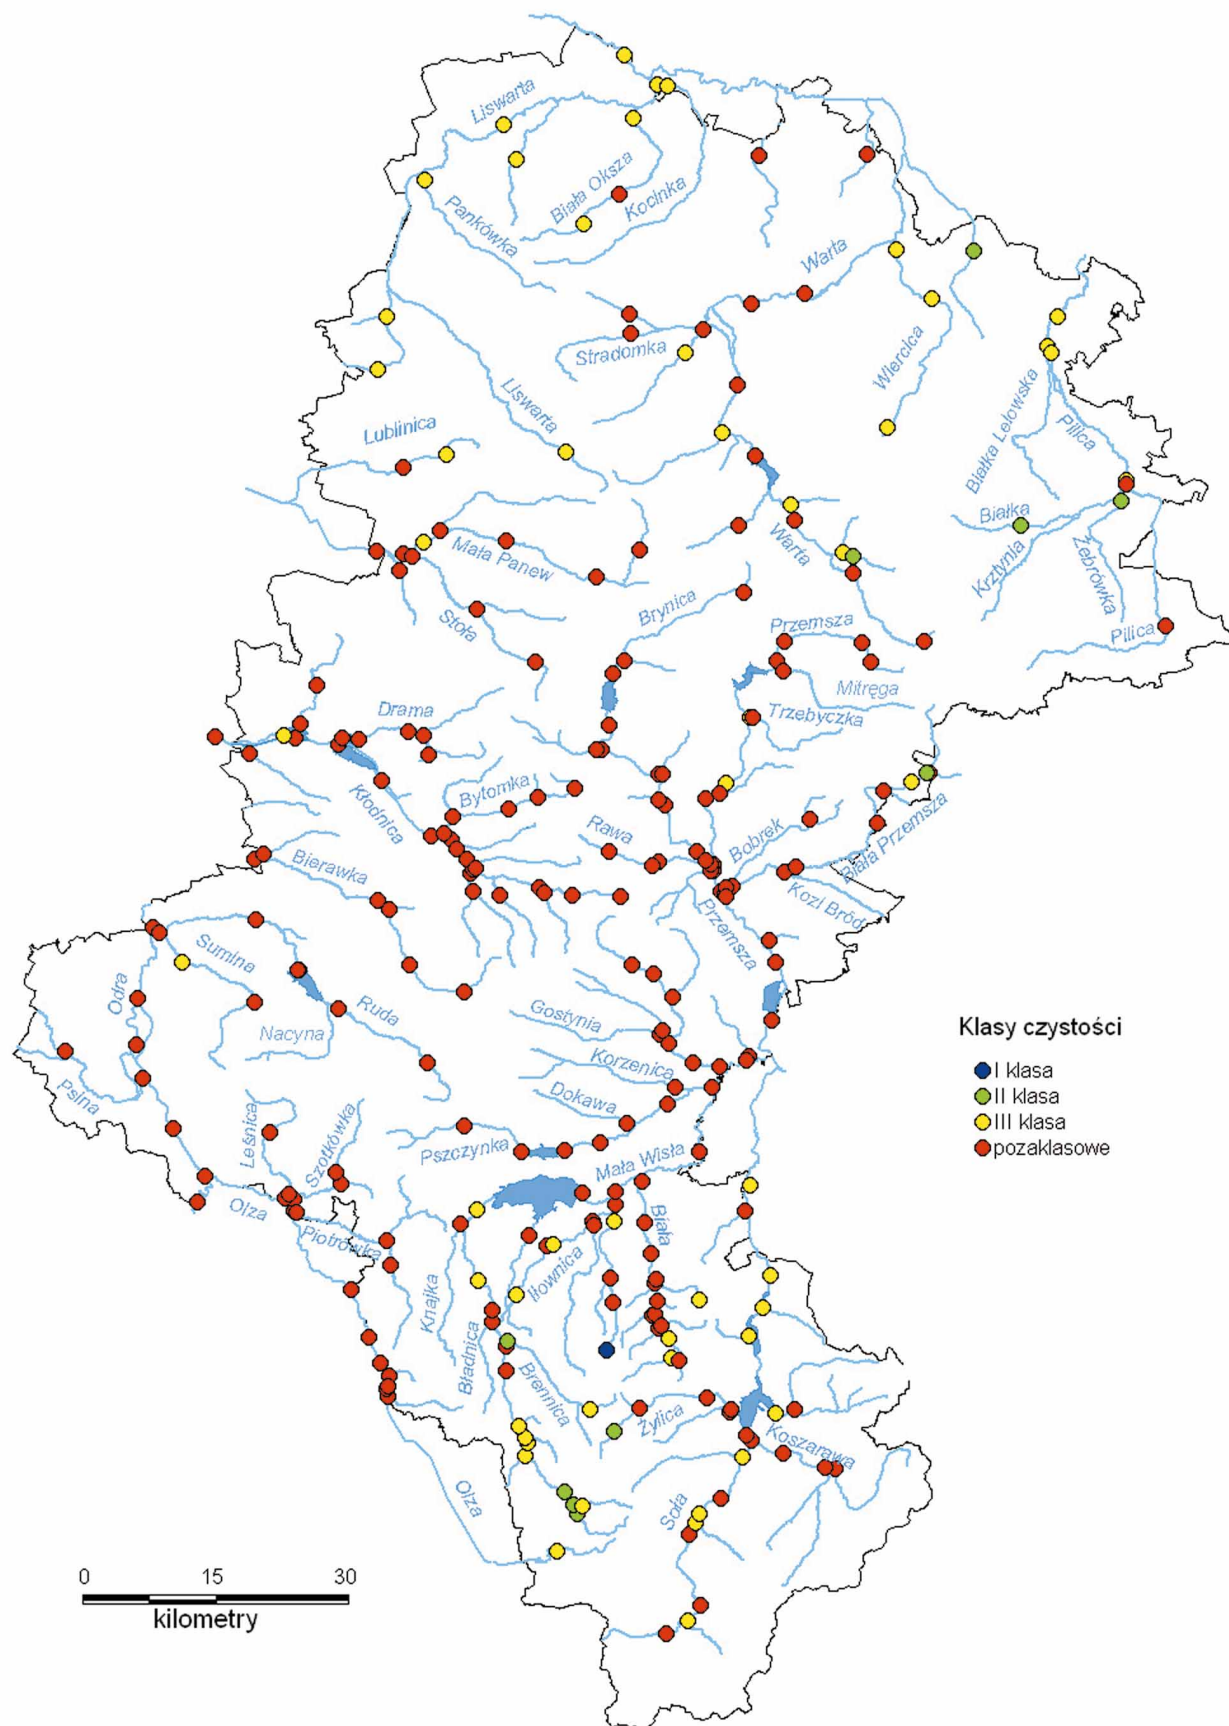 Liswarta
Biała Oksza
Kocinka
Pankówka
Warta
Stradomka
Wiercica
Liswarta
Lublinica
Białka Lelowska
Pilica
Białka
Krztynia
Żebrówka
Mała Panew
Warta
Stoła
Brynica
Przemsza
Pilica
Mitręga
Drama
Trzebyczka
Kłodnica
Bytomka
Rawa
Bobrek
Biała Przemsza
Bierawka
Kozi Bród
Przemsza
Sumina
Odra
Ruda
Nacyna
Gostynia
Klasy czystości
Korzenica
I klasa
II klasa
III klasa
pozaklasowe
Psina
Dokawa
Leśnica
Szotkówka
Pszczynka
Mała Wisła
Olza
Piotrówka
Biała
Iłownica
Knajka
Bładnica
Brennica
Żylica
Koszarawa
Olza
Soła
0 15 30
kilometry